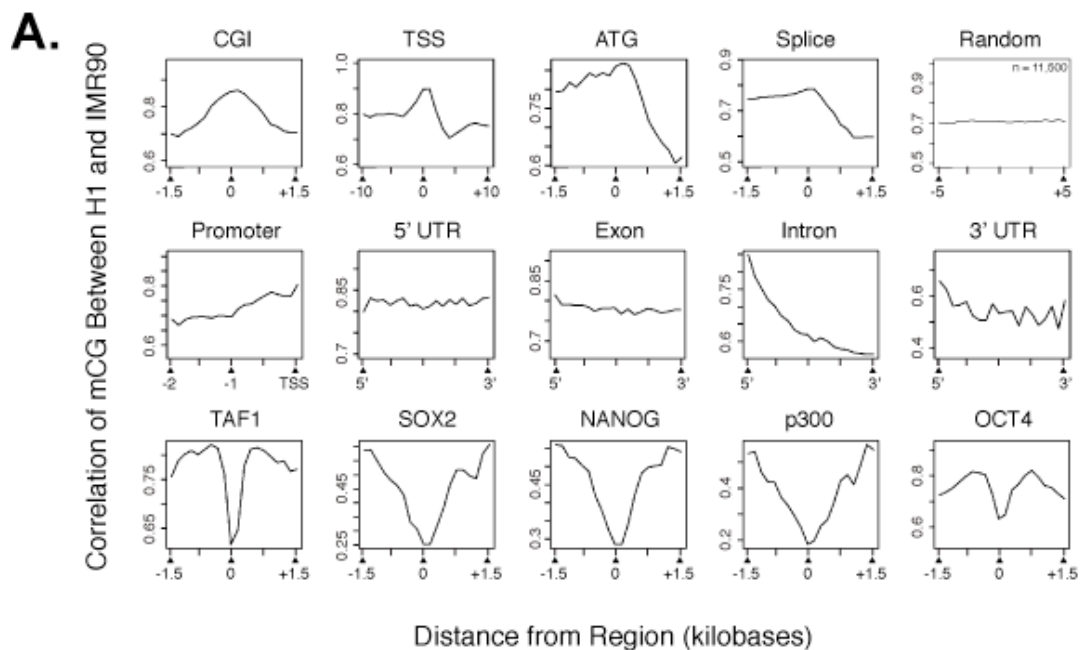 A.
Correlation of mCG Between H1 and IMR90
CGI TSS ATG Splice Random
n = 11,600
0.6 0.8
-1.5 0 +1.5
0.6 0.8 1.0
-10 0 +10
0.6 0.75
-1.5 0 +1.5
0.5 0.7 0.9
-1.5 0 +1.5
0.5 0.7 0.9
-5 +5
Promoter 5' UTR Exon Intron 3' UTR
0.6 0.8
-2 -1 TSS
0.7 0.85
5' 3'
0.7 0.85
5' 3'
0.6 0.75
5' 3'
0.4 0.6
5' 3'
TAF1 SOX2 NANOG p300 OCT4
0.65 0.75
-1.5 0 +1.5
0.25 0.45
-1.5 0 +1.5
0.3 0.45
-1.5 0 +1.5
0.2 0.4
-1.5 0 +1.5
0.6 0.8
-1.5 0 +1.5
Distance from Region (kilobases)